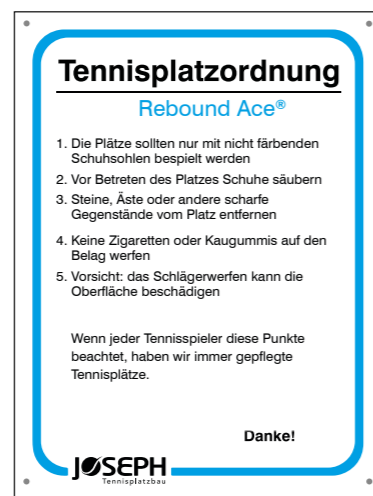 Tennisplatzordnung
Rebound Ace®
1. Die Plätze sollten nur mit nicht färbenden
Schuhsohlen bespielt werden
2. Vor Betreten des Platzes Schuhe säubern
3. Steine, Äste oder andere scharfe
Gegenstände vom Platz entfernen
4. Keine Zigaretten oder Kaugummis auf den
Belag werfen
5. Vorsicht: das Schlägerwerfen kann die
Oberfläche beschädigen
Wenn jeder Tennisspieler diese Punkte
beachtet, haben wir immer gepflegte
Tennisplätze.
Danke!
JOSEPH
Tennisplatzbau